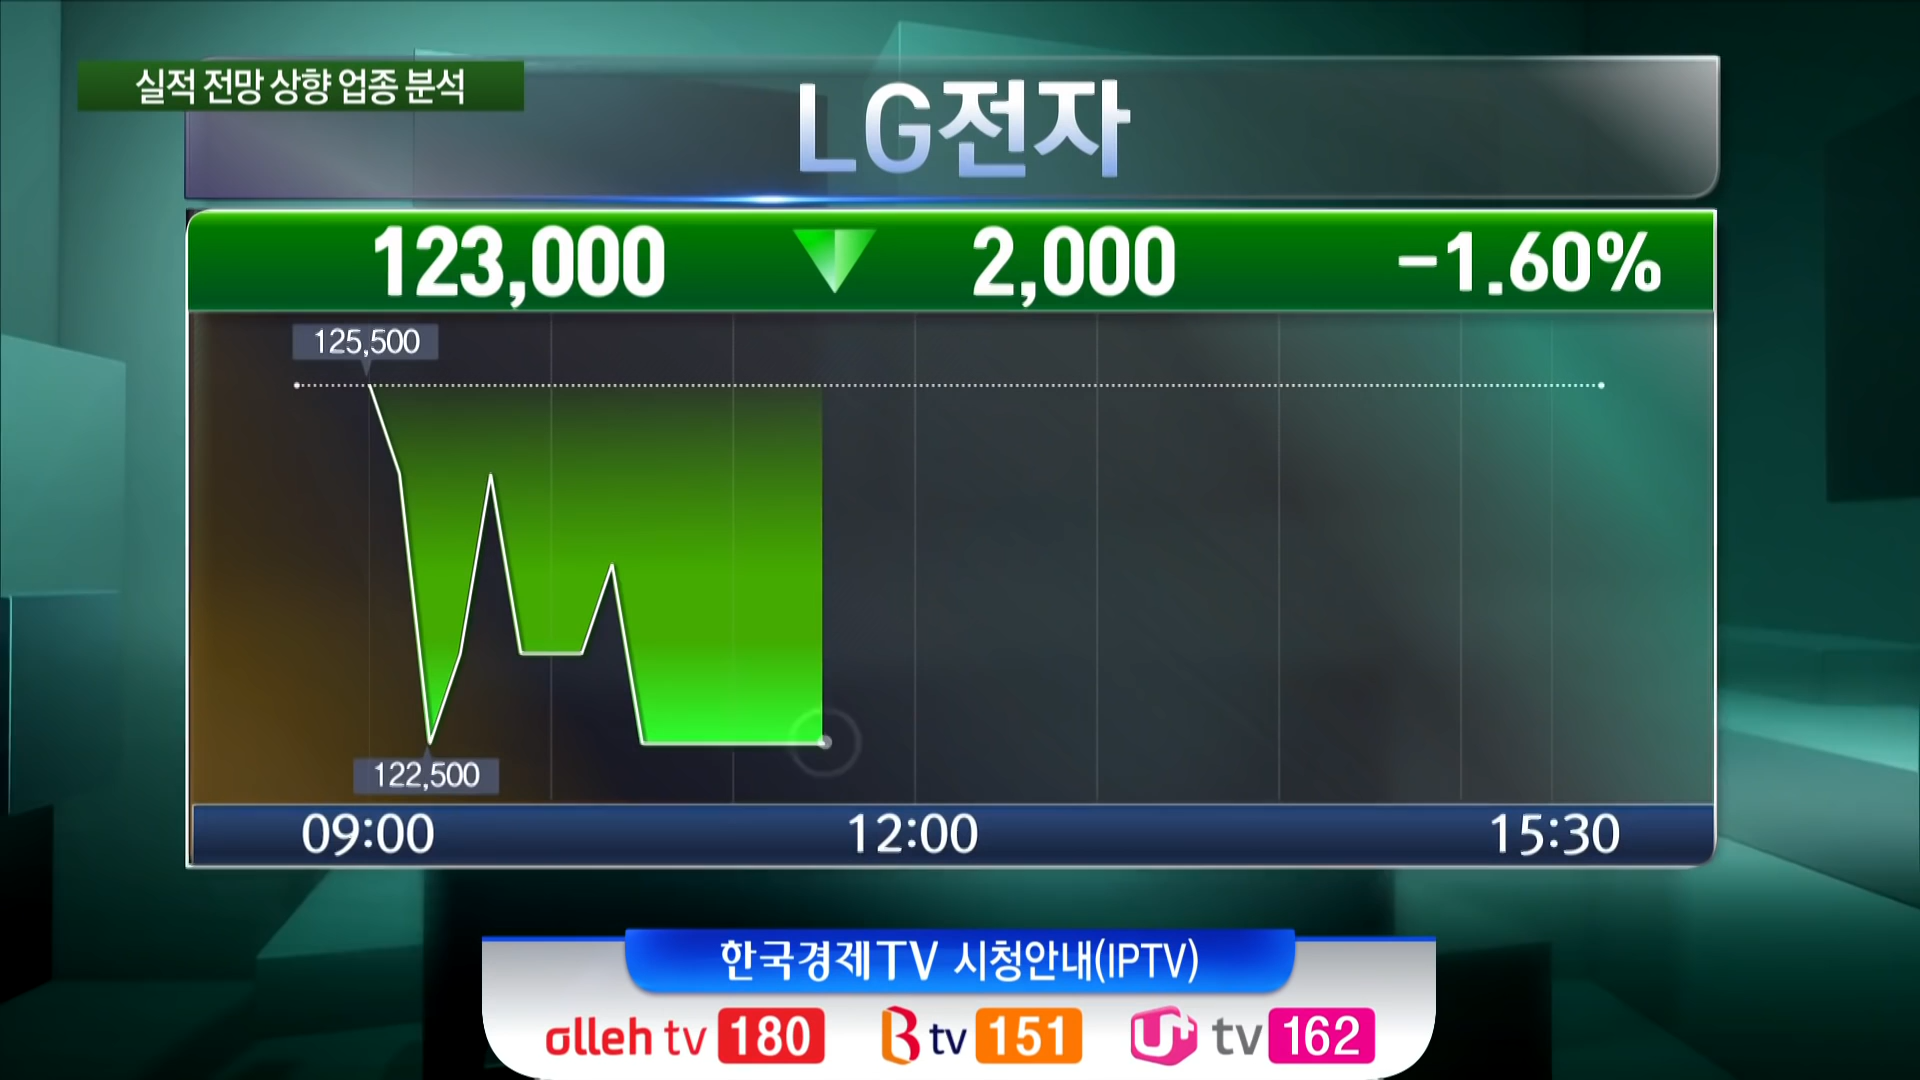 실적 전망 상향 업종 분석
LG전자
123,000 ▼ 2,000 -1.60%
125,500
122,500
09:00 12:00 15:30
한국경제TV 시청안내(IPTV)
olleh tv 180 B tv 151 U+ tv 162